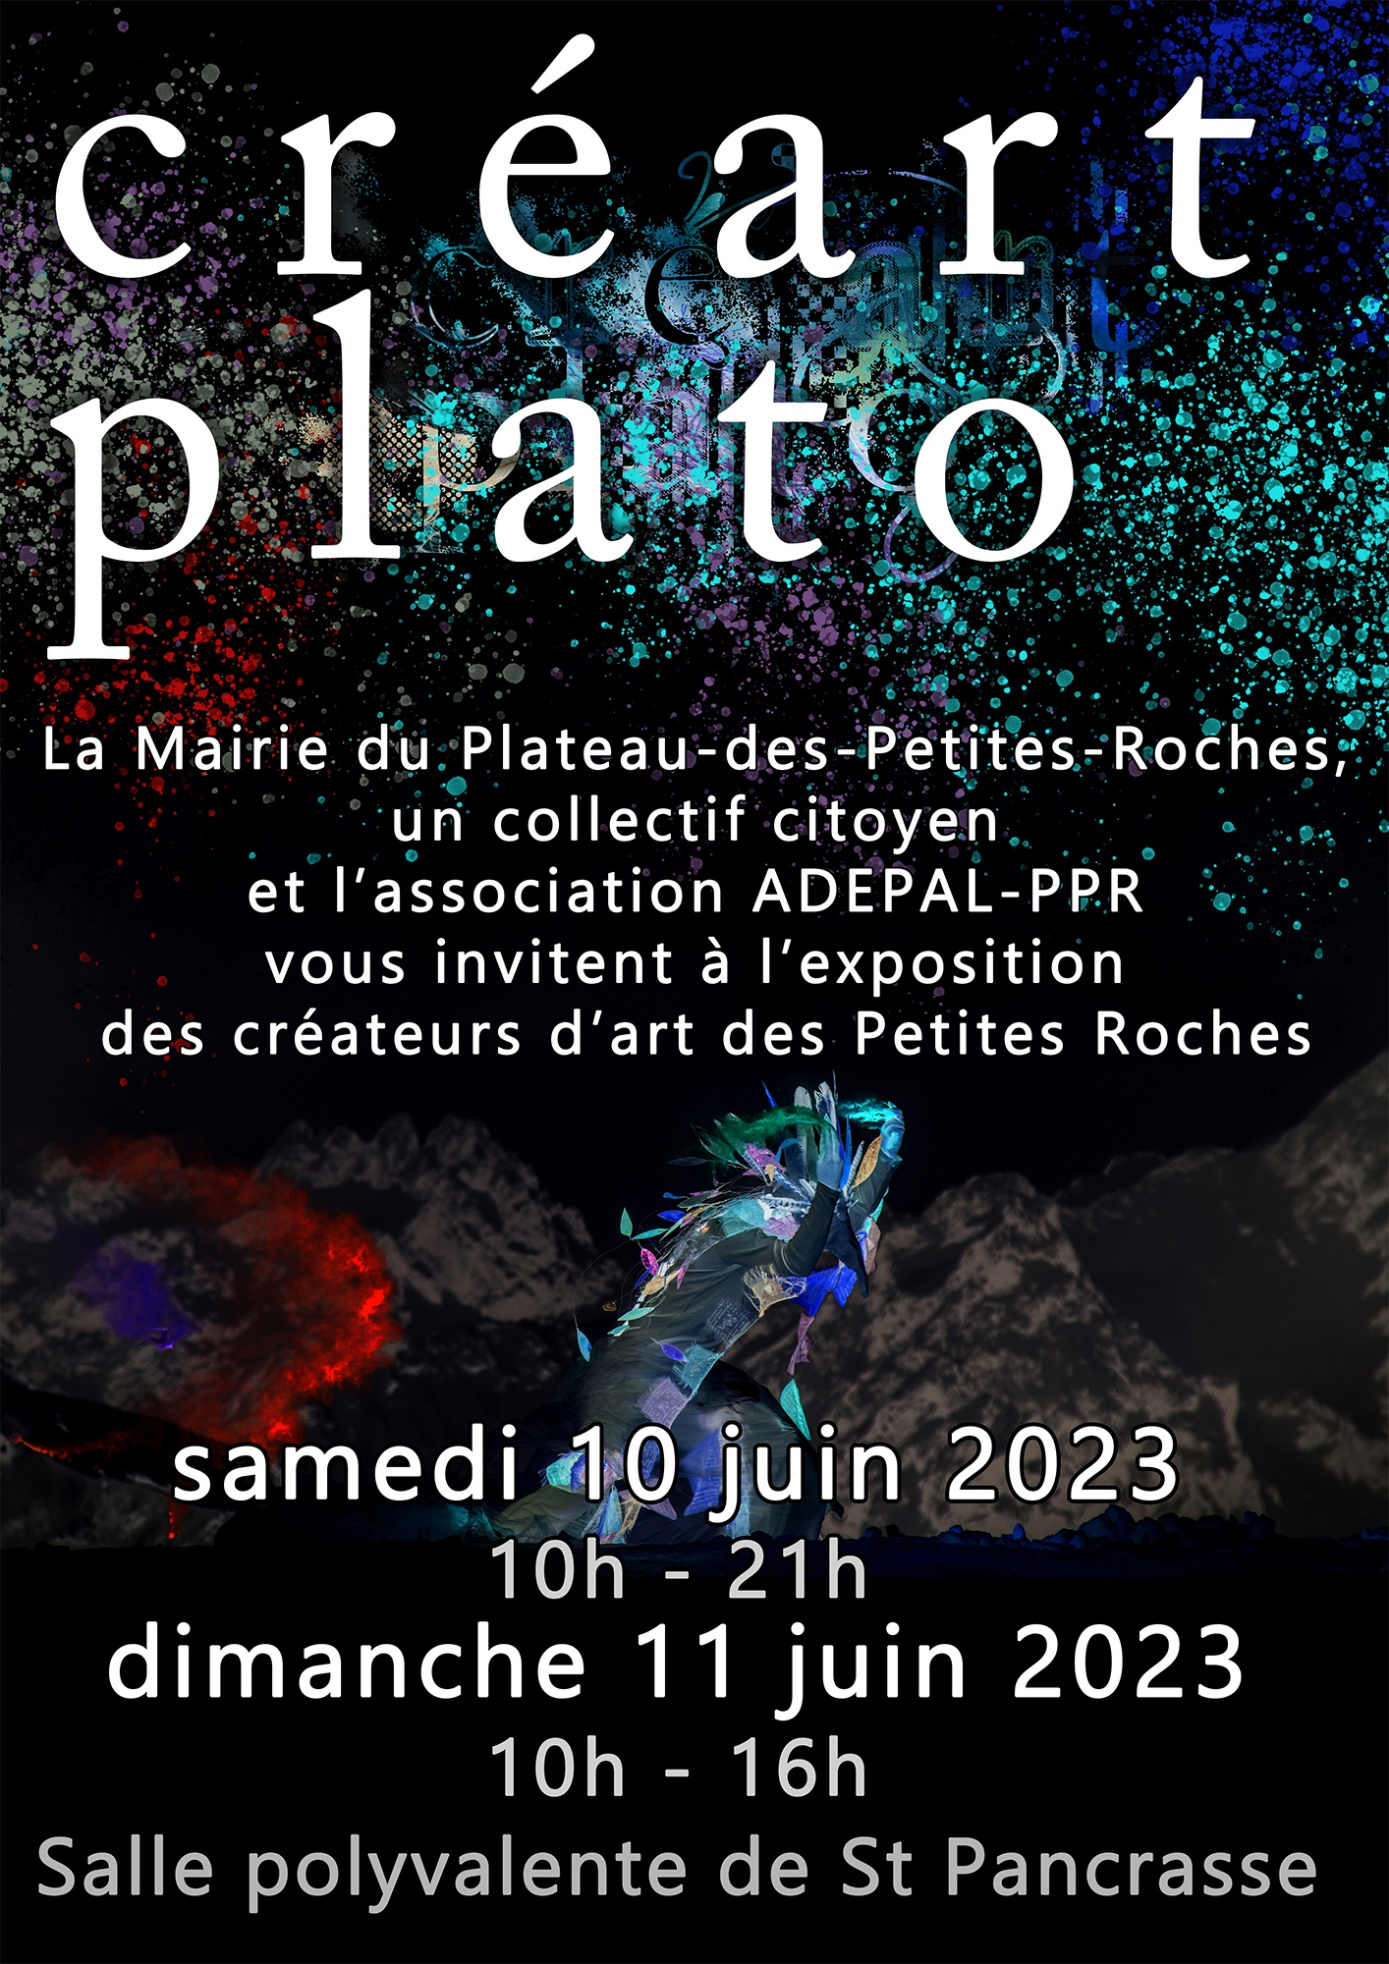 créart
plato
La Mairie du Plateau-des-Petites-Roches,
un collectif citoyen
et l’association ADEPAL-PPR
vous invitent à l’exposition
des créateurs d’art des Petites Roches
samedi 10 juin 2023
10h - 21h
dimanche 11 juin 2023
10h - 16h
Salle polyvalente de St Pancrasse